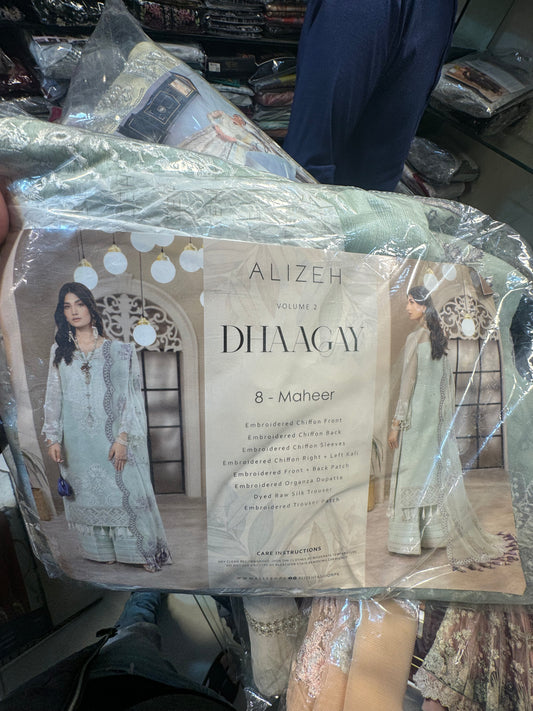 ALIZEH
VOLUME 2
DHAAGAY
8 - Maheer
Embroidered Chiffon Front
Embroidered Chiffon Back
Embroidered Chiffon Sleeves
Embroidered Chiffon Right + Left Kali
Embroidered Front + Back Patch
Embroidered Organza Dupatta
Dyed Raw Silk Trouser
Embroidered Trouser Patch
CARE INSTRUCTIONS